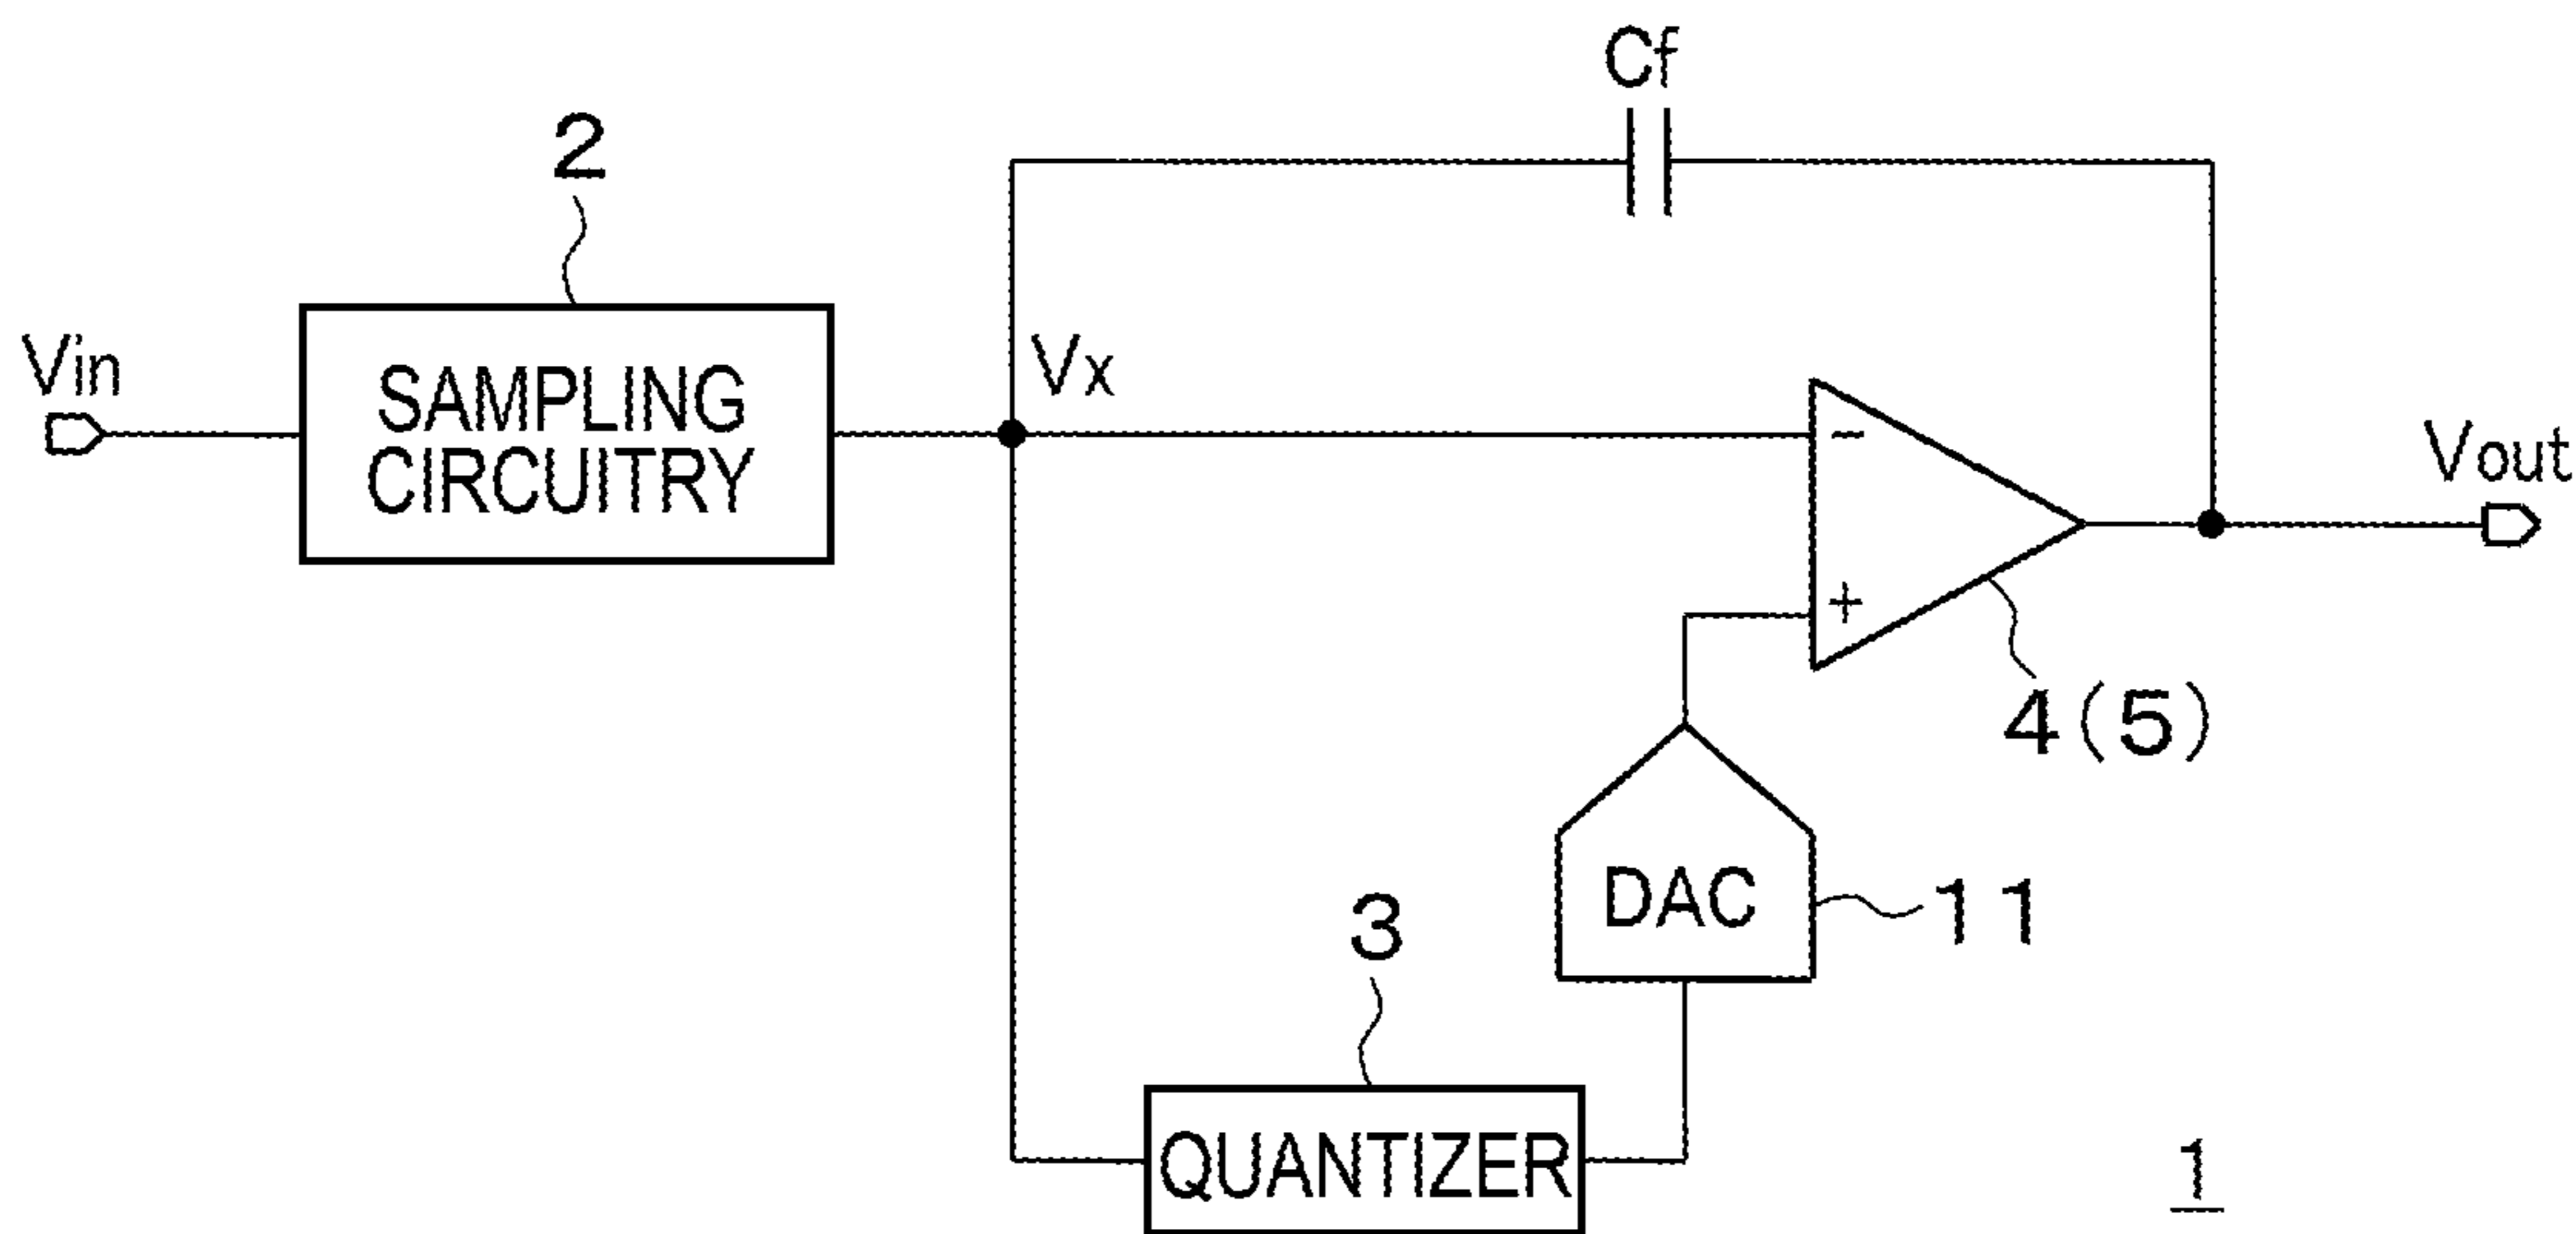 Cf
2
Vin
SAMPLING
CIRCUITRY
Vx
−
Vout
+
4(5)
DAC
11
3
QUANTIZER
1